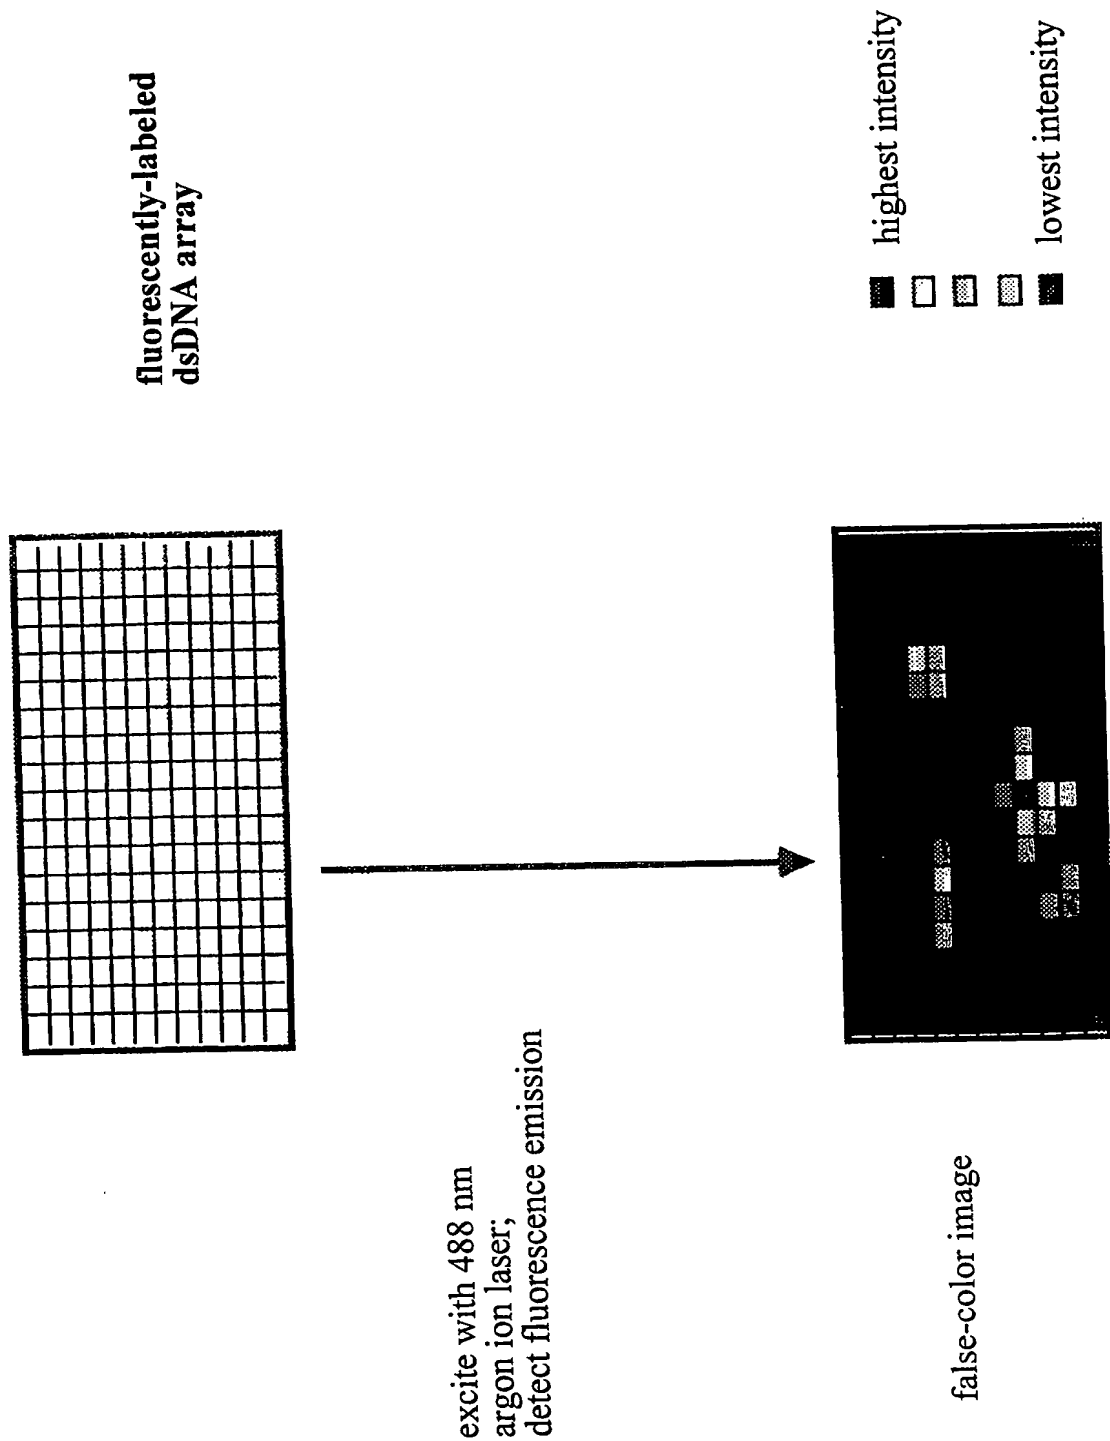 fluorescently-labeled
dsDNA array
excite with 488 nm
argon ion laser;
detect fluorescence emission
false-color image
highest intensity
lowest intensity